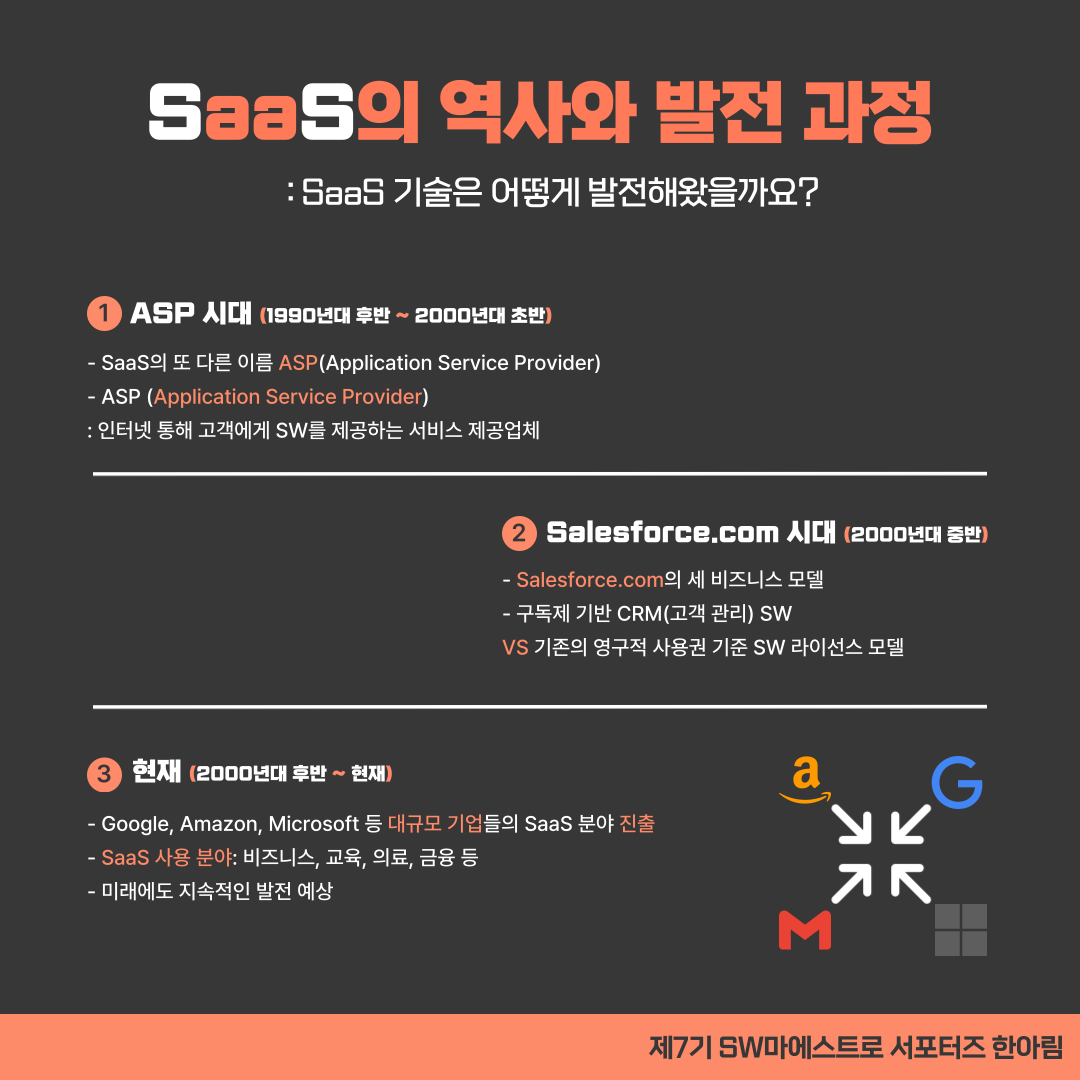 SaaS의 역사와 발전 과정
: SaaS 기술은 어떻게 발전해왔을까요?
1 ASP 시대 (1990년대 후반 ~ 2000년대 초반)
- SaaS의 또 다른 이름 ASP(Application Service Provider)
- ASP (Application Service Provider)
: 인터넷 통해 고객에게 SW를 제공하는 서비스 제공업체
2 Salesforce.com 시대 (2000년대 중반)
- Salesforce.com의 세 비즈니스 모델
- 구독제 기반 CRM(고객 관리) SW
VS 기존의 영구적 사용권 기준 SW 라이선스 모델
3 현재 (2000년대 후반 ~ 현재)
- Google, Amazon, Microsoft 등 대규모 기업들의 SaaS 분야 진출
- SaaS 사용 분야: 비즈니스, 교육, 의료, 금융 등
- 미래에도 지속적인 발전 예상
제7기 SW마에스트로 서포터즈 한아림